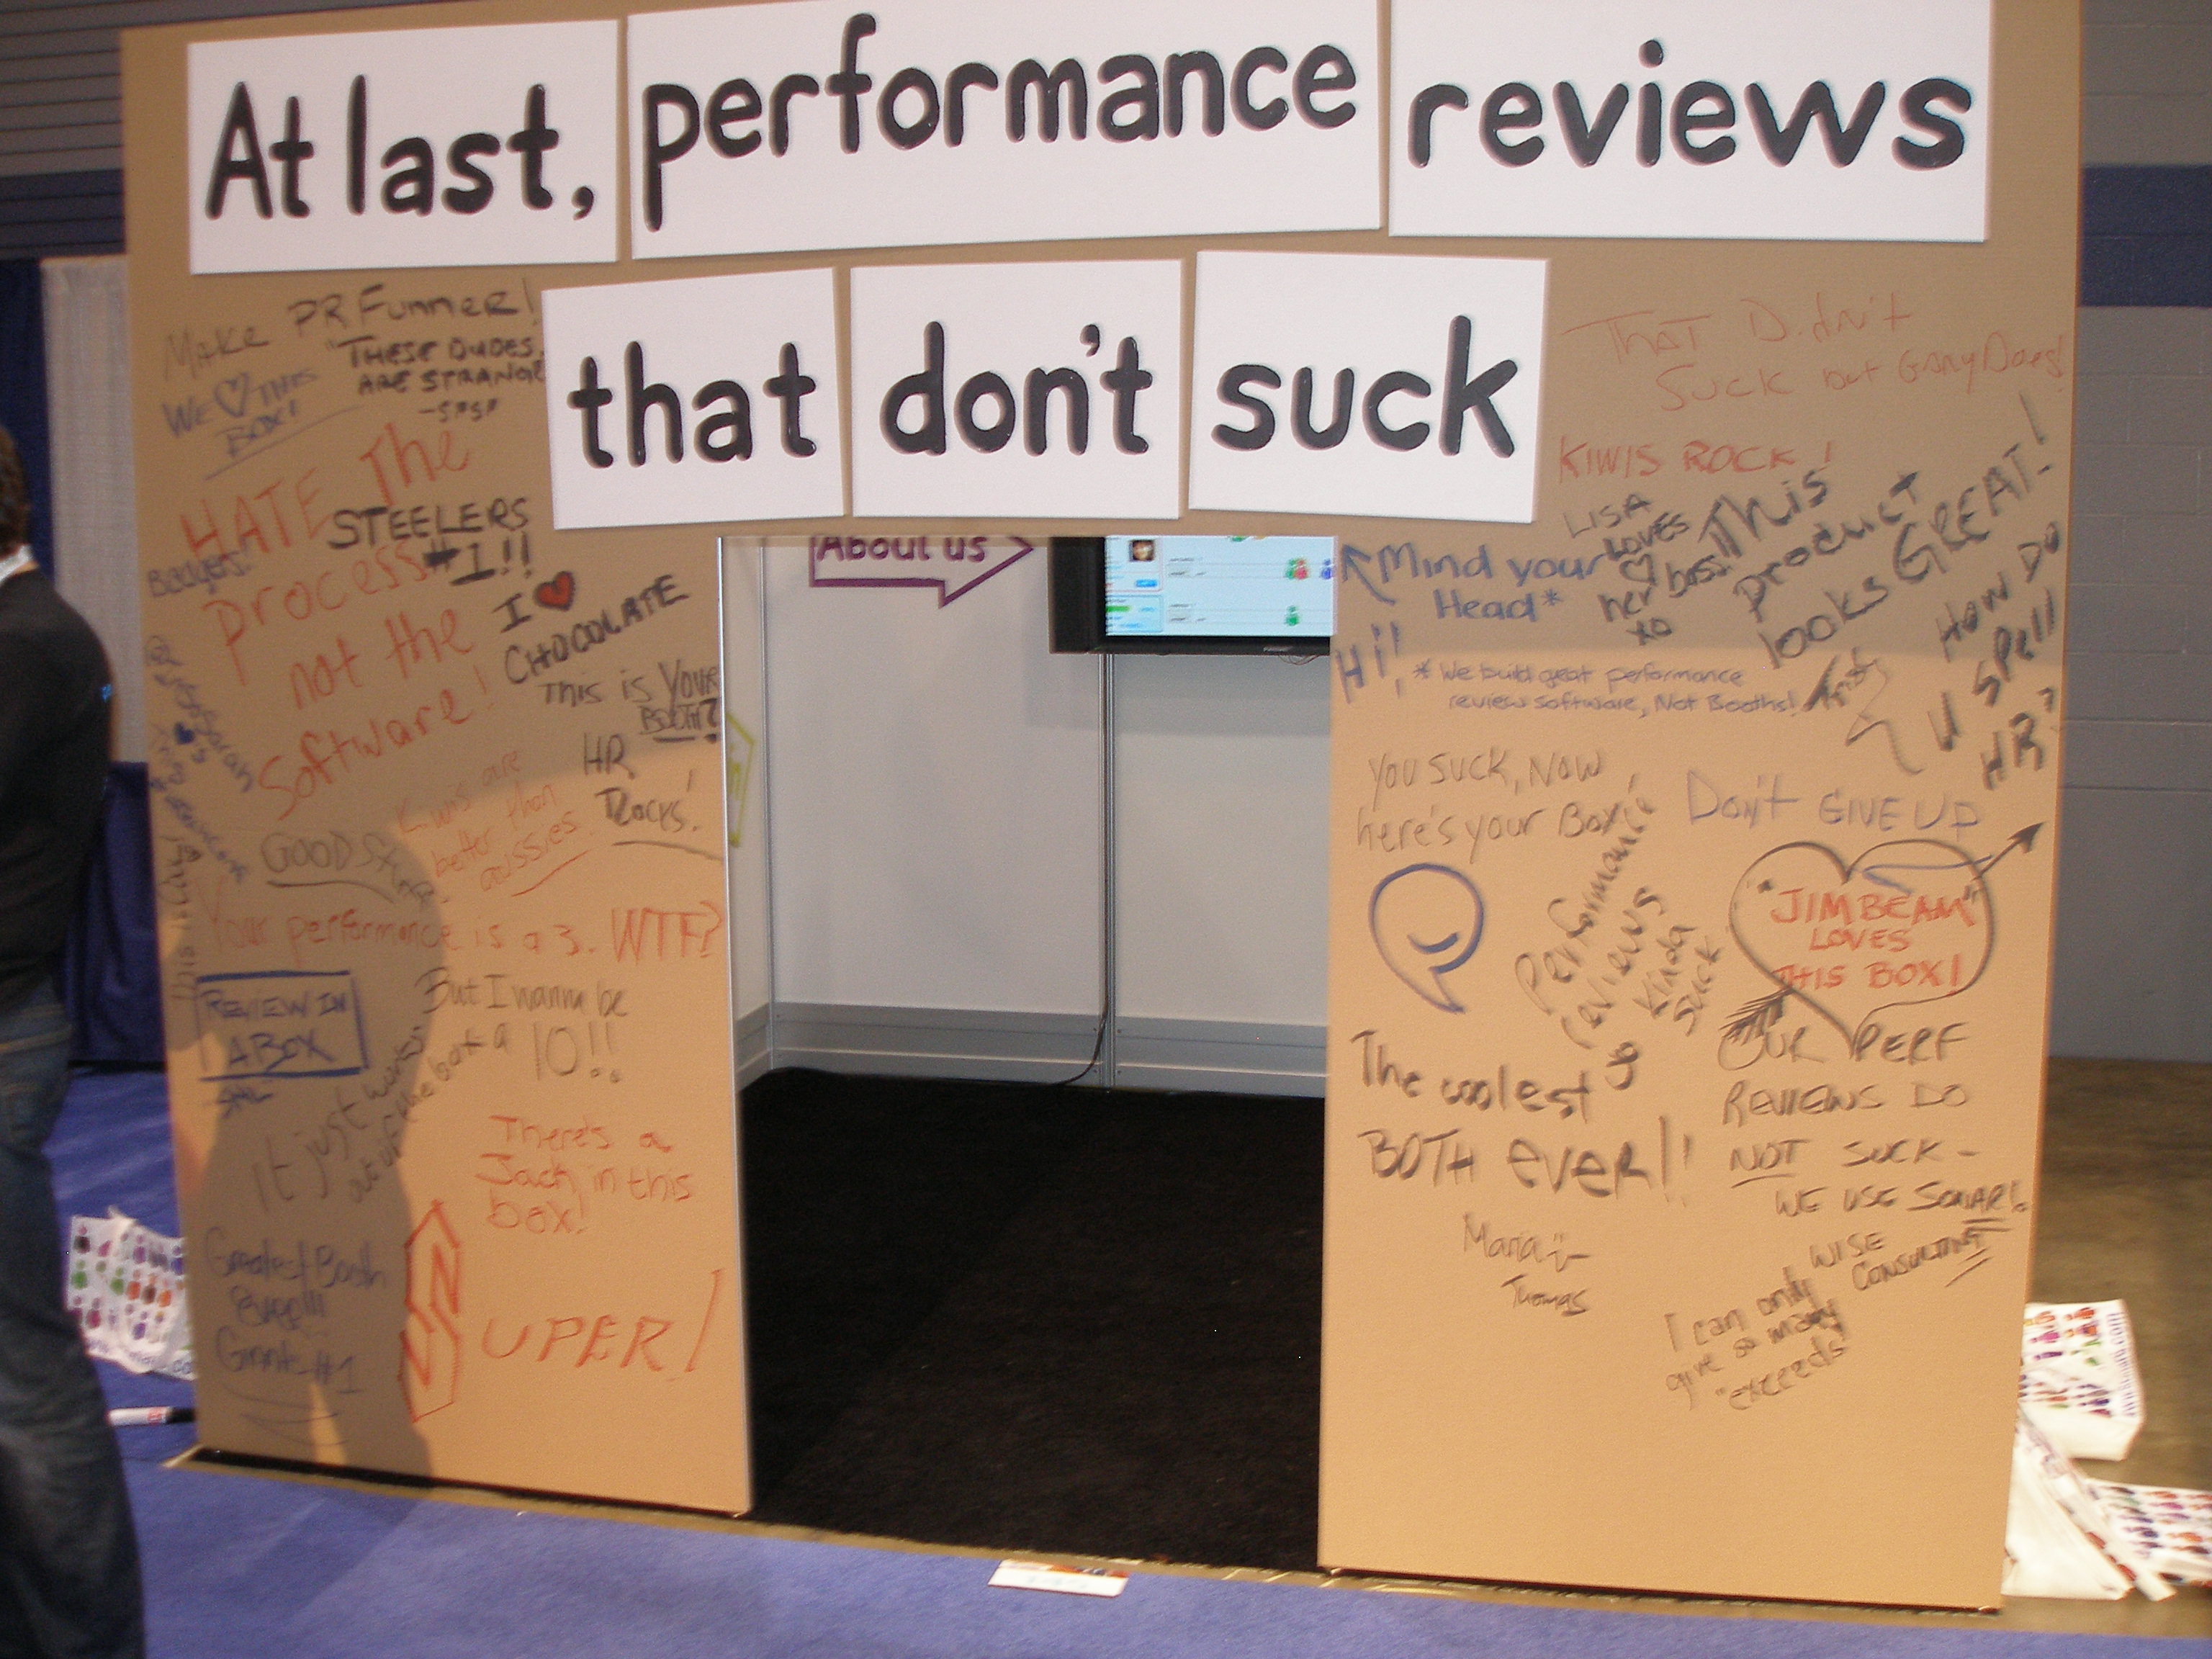 At last, performance reviews
that don't suck
Make PR Funner!
"THESE DUDES
ARE STRANGE
WE THIS
BOX!
HATE The
process
not the
Software!
STEELERS
#1!!
Badgers!
I
CHOCOLATE
This is YOUR
BOOTH?
HR
Rocks!
Kiwis are
better than
aussies.
GOOD
This is
Your performance is a 3. WTF?
REVIEW IN
A BOX
But I wanna be
a 10!!
It just
There's a
Jack in this
box!
Greatest Booth
#1
SUPER!
About us
THAT Didn't
Suck but Gary Does!
KIWIS ROCK!
LISA
LOVES
her boss!
xo
This
product
looks GREAT!
Mind your
Head*
Hi!
* We build great performance
review software, Not Booths!
How DO
U Spell
HR?
You SUCK, NOW
here's your Box!
Don't GIVE UP
Performance
reviews
kinda
suck
"JIM BEAM"
LOVES
THIS BOX!
The coolest
BOTH ever!!
OUR PERF
REVIEWS DO
NOT SUCK -
WE USE SONAR!
Maria
Thomas
WISE
CONSULTING
I can only
give so many
"exceeds